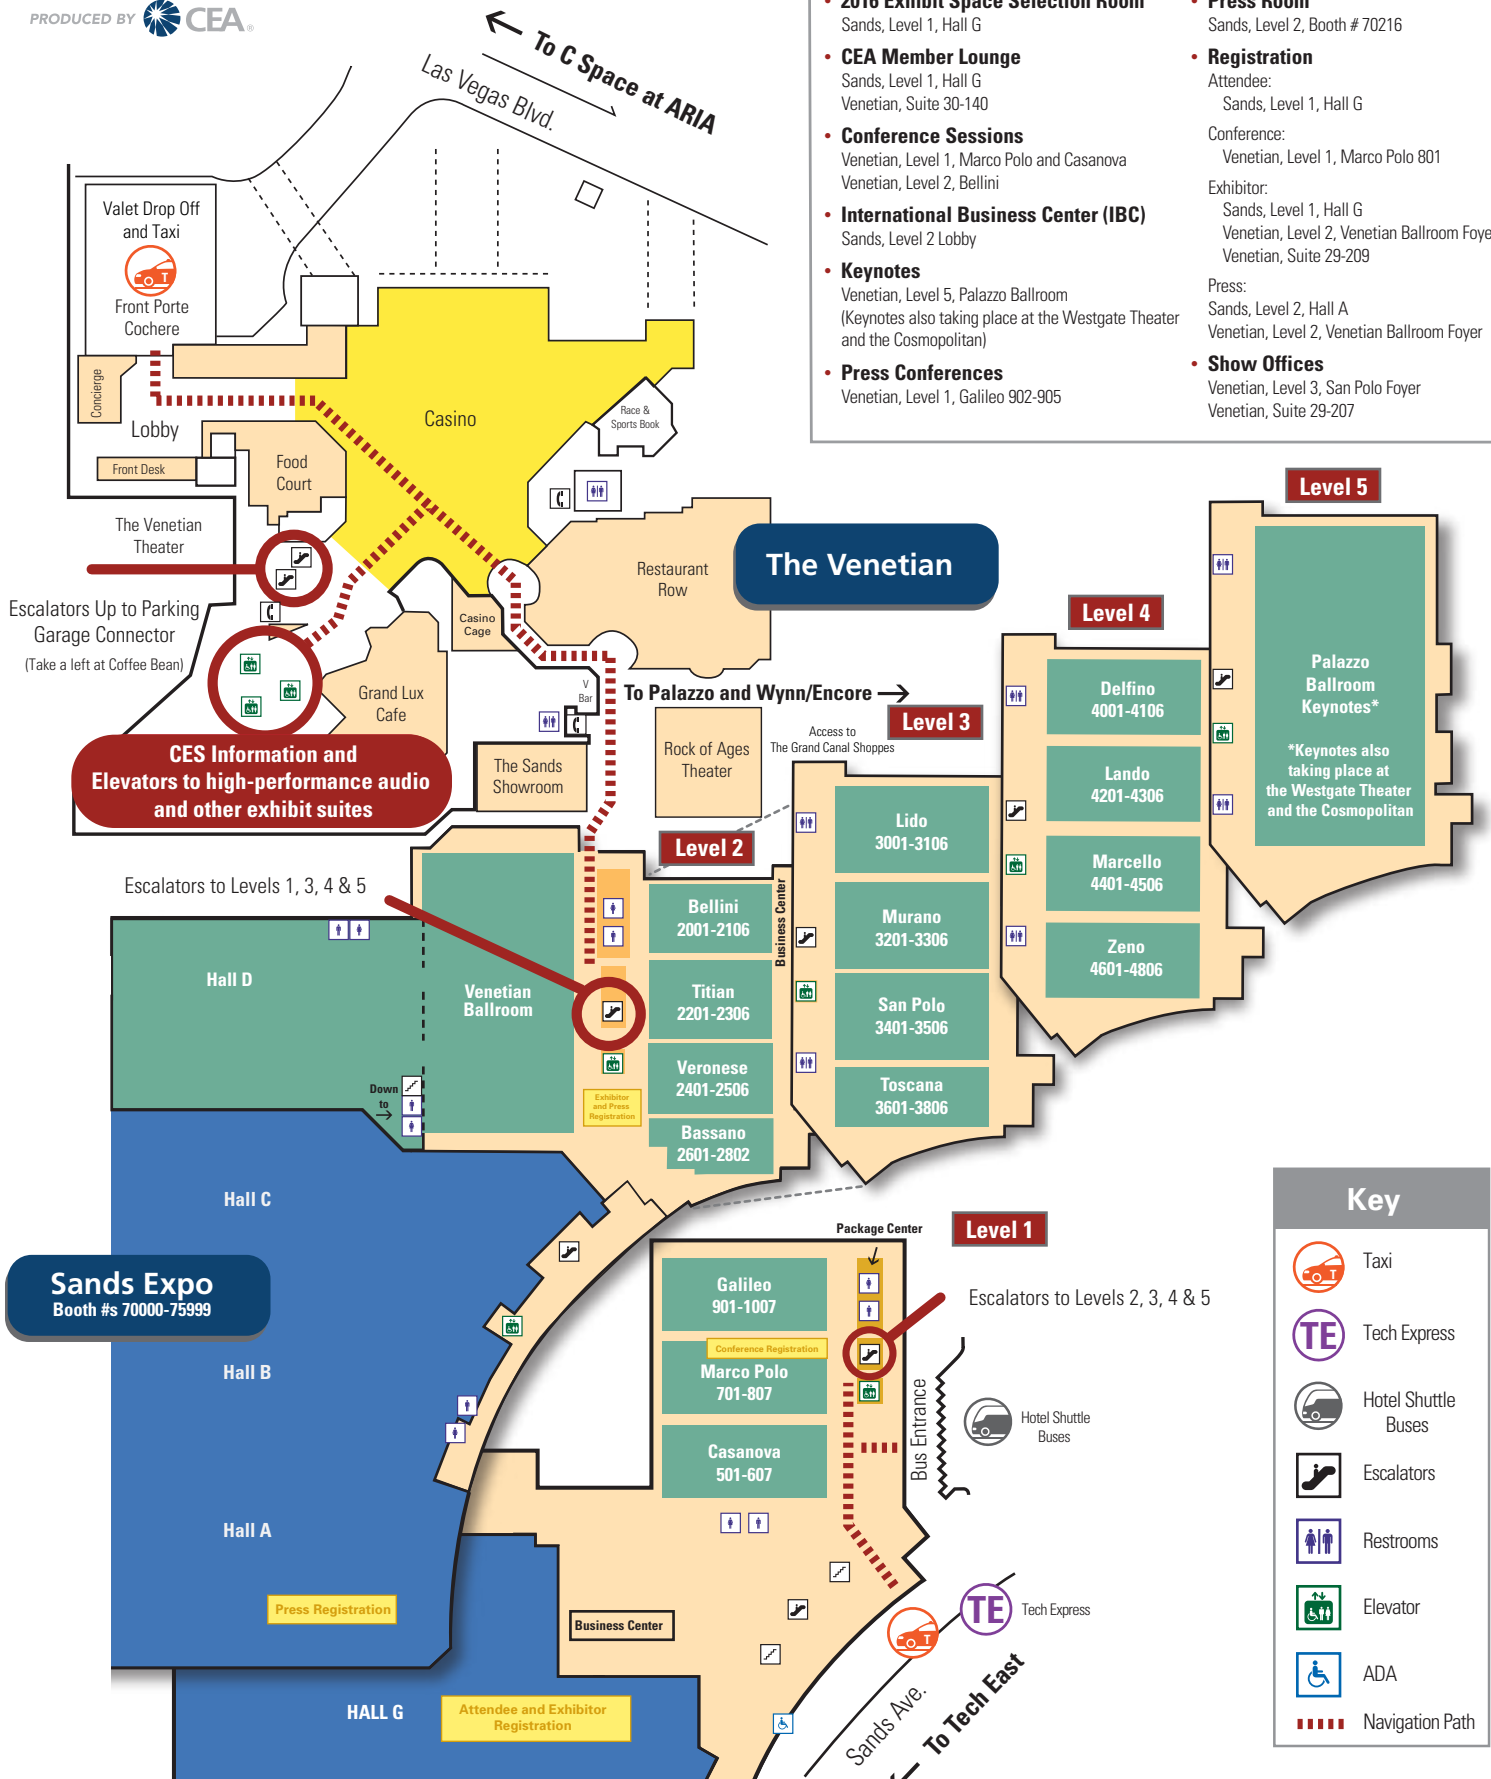 PRODUCED BY CEA®
To C Space at ARIA
Las Vegas Blvd.
• 2016 Exhibit Space Selection Room
Sands, Level 1, Hall G
• CEA Member Lounge
Sands, Level 1, Hall G
Venetian, Suite 30-140
• Conference Sessions
Venetian, Level 1, Marco Polo and Casanova
Venetian, Level 2, Bellini
• International Business Center (IBC)
Sands, Level 2 Lobby
• Keynotes
Venetian, Level 5, Palazzo Ballroom
(Keynotes also taking place at the Westgate Theater
and the Cosmopolitan)
• Press Conferences
Venetian, Level 1, Galileo 902-905
• Press Room
Sands, Level 2, Booth # 70216
• Registration
Attendee:
Sands, Level 1, Hall G
Conference:
Venetian, Level 1, Marco Polo 801
Exhibitor:
Sands, Level 1, Hall G
Venetian, Level 2, Venetian Ballroom Foye
Venetian, Suite 29-209
Press:
Sands, Level 2, Hall A
Venetian, Level 2, Venetian Ballroom Foyer
• Show Offices
Venetian, Level 3, San Polo Foyer
Venetian, Suite 29-207
Valet Drop Off
and Taxi
T
Front Porte
Cochere
Concierge
Lobby
Front Desk
Food
Court
Casino
Race &
Sports Book
The Venetian
Theater
Restaurant
Row
The Venetian
Escalators Up to Parking
Garage Connector
(Take a left at Coffee Bean)
Casino
Cage
Grand Lux
Cafe
V
Bar
To Palazzo and Wynn/Encore
CES Information and
Elevators to high-performance audio
and other exhibit suites
The Sands
Showroom
Rock of Ages
Theater
Access to
The Grand Canal Shoppes
Level 5
Palazzo
Ballroom
Keynotes*
*Keynotes also
taking place at
the Westgate Theater
and the Cosmopolitan
Level 4
Delfino
4001-4106
Lando
4201-4306
Marcello
4401-4506
Zeno
4601-4806
Level 3
Lido
3001-3106
Murano
3201-3306
San Polo
3401-3506
Toscana
3601-3806
Level 2
Business Center
Bellini
2001-2106
Titian
2201-2306
Veronese
2401-2506
Bassano
2601-2802
Escalators to Levels 1, 3, 4 & 5
Venetian
Ballroom
Exhibitor
and Press
Registration
Hall D
Down
to
Hall C
Sands Expo
Booth #s 70000-75999
Hall B
Hall A
Press Registration
HALL G
Attendee and Exhibitor
Registration
Business Center
Level 1
Package Center
Galileo
901-1007
Conference Registration
Marco Polo
701-807
Casanova
501-607
Escalators to Levels 2, 3, 4 & 5
Bus Entrance
Hotel Shuttle
Buses
T
TE
Tech Express
Sands Ave.
To Tech East
Key
T
Taxi
TE
Tech Express
Hotel Shuttle
Buses
Escalators
Restrooms
Elevator
ADA
Navigation Path